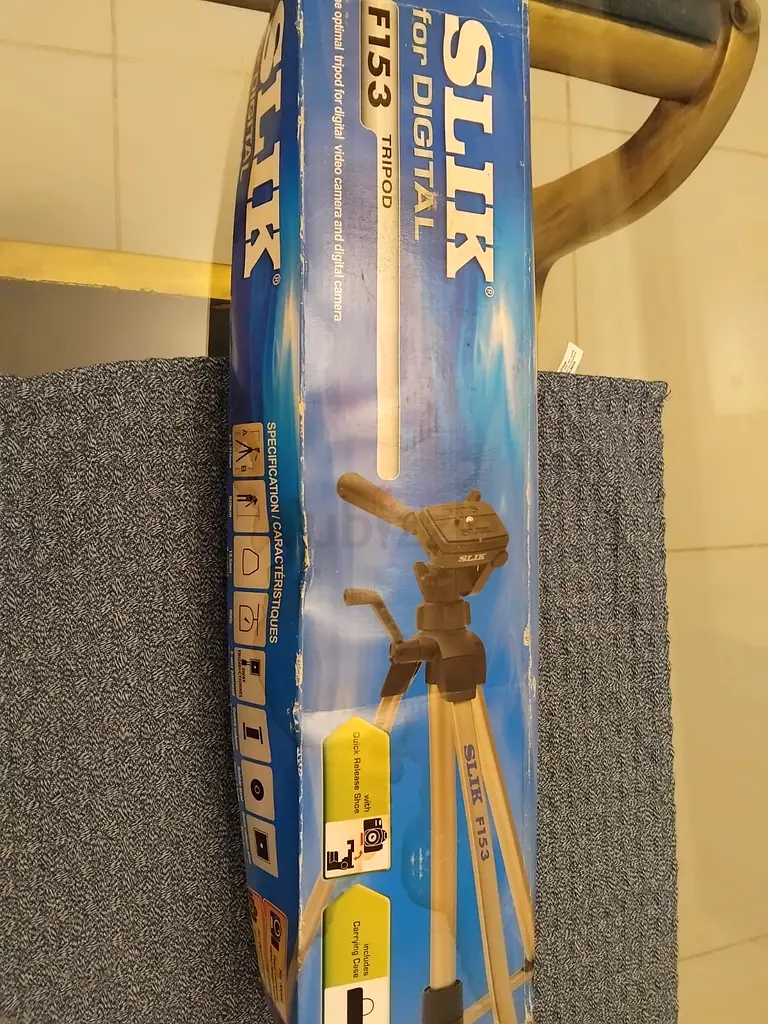 SLIK®
for DIGITAL
F153 TRIPOD
optimal tripod for digital video camera and digital camera
SLIK
SLIK F153
with
Quick Release Shoe
includes
Carrying Case
SLIK®
DIGITAL
SPECIFICATION / CARACTÉRISTIQUES
A
B